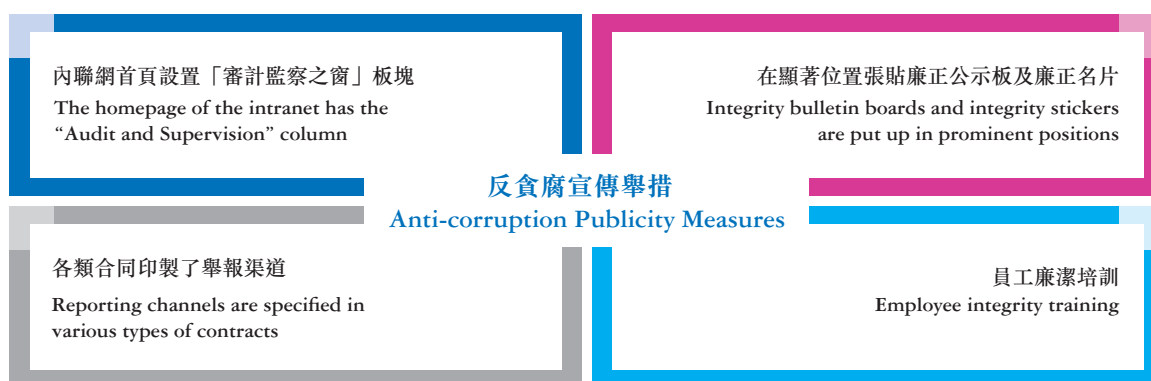 內聯網首頁設置「審計監察之窗」板塊
The homepage of the intranet has the
“Audit and Supervision” column
在顯著位置張貼廉正公示板及廉正名片
Integrity bulletin boards and integrity stickers
are put up in prominent positions
反貪腐宣傳舉措
Anti-corruption Publicity Measures
各類合同印製了舉報渠道
Reporting channels are specified in
various types of contracts
員工廉潔培訓
Employee integrity training